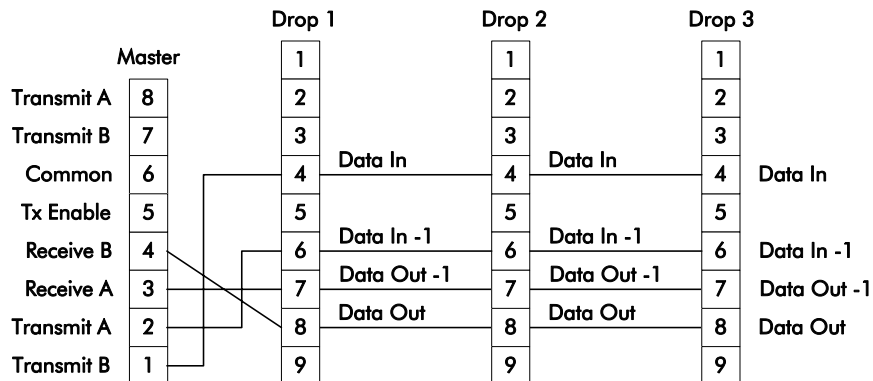 Drop 1 Drop 2 Drop 3
Master 1 1 1
Transmit A 8 2 2 2
Transmit B 7 3 3 3
Common 6 4 Data In 4 Data In 4 Data In
Tx Enable 5 5 5 5
Receive B 4 6 Data In -1 6 Data In -1 6 Data In -1
Receive A 3 7 Data Out -1 7 Data Out -1 7 Data Out -1
Transmit A 2 8 Data Out 8 Data Out 8 Data Out
Transmit B 1 9 9 9